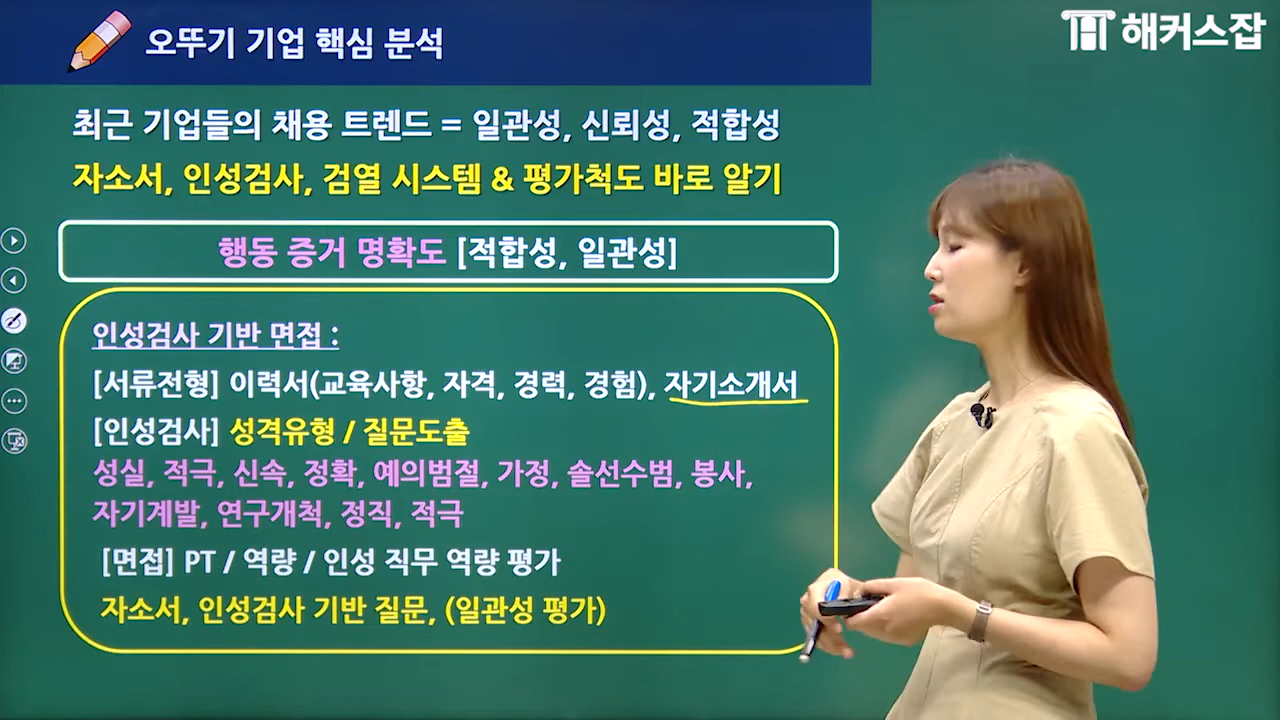 오뚜기 기업 핵심 분석
해커스잡
최근 기업들의 채용 트렌드 = 일관성, 신뢰성, 적합성
자소서, 인성검사, 검열 시스템 & 평가척도 바로 알기
행동 증거 명확도 [적합성, 일관성]
인성검사 기반 면접 :
[서류전형] 이력서(교육사항, 자격, 경력, 경험), 자기소개서
[인성검사] 성격유형 / 질문도출
성실, 적극, 신속, 정확, 예의범절, 가정, 솔선수범, 봉사,
자기계발, 연구개척, 정직, 적극
[면접] PT / 역량 / 인성 직무 역량 평가
자소서, 인성검사 기반 질문, (일관성 평가)